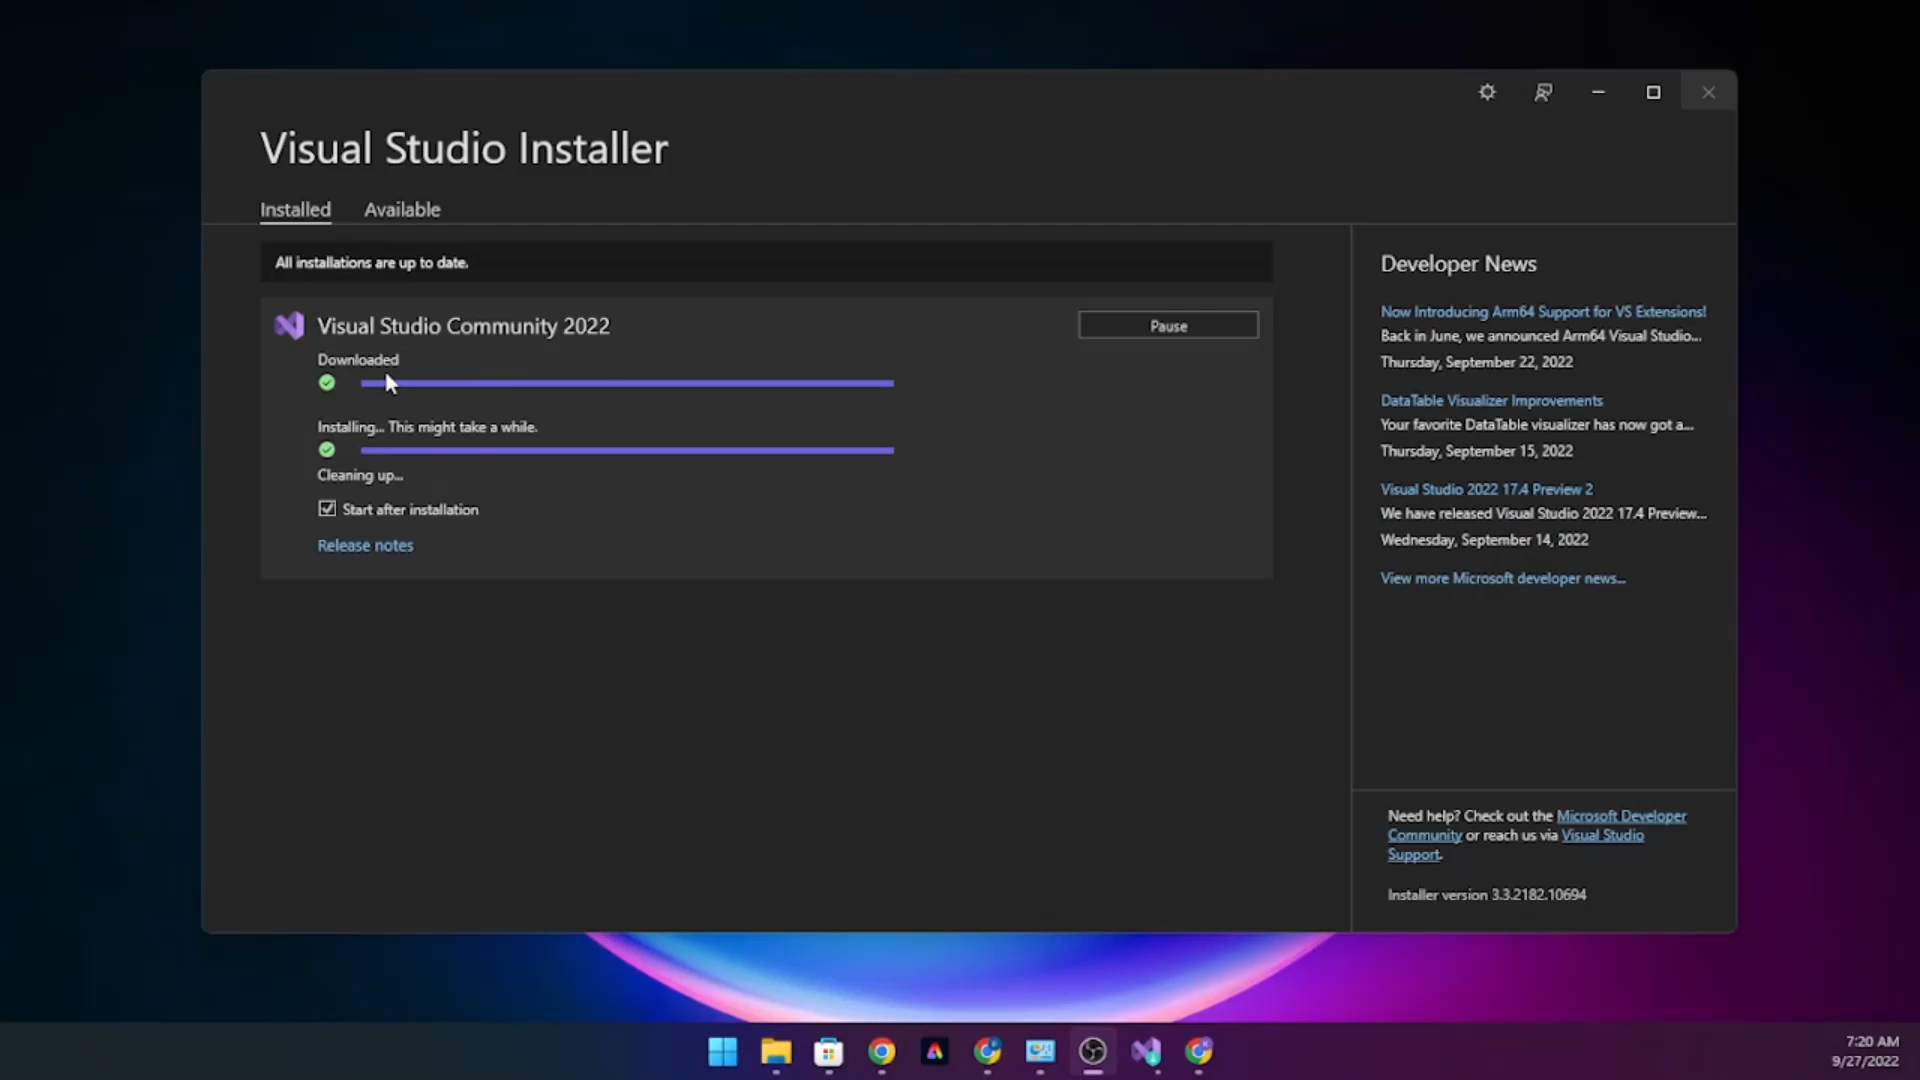 Visual Studio Installer
Installed
Available
All installations are up to date.
Visual Studio Community 2022
Pause
Downloaded
Installing... This might take a while.
Cleaning up...
Start after installation
Release notes
Developer News
Now Introducing Arm64 Support for VS Extensions!
Back in June, we announced Arm64 Visual Studio...
Thursday, September 22, 2022
DataTable Visualizer Improvements
Your favorite DataTable visualizer has now got a...
Thursday, September 15, 2022
Visual Studio 2022 17.4 Preview 2
We have released Visual Studio 2022 17.4 Preview...
Wednesday, September 14, 2022
View more Microsoft developer news...
Need help? Check out the Microsoft Developer
Community or reach us via Visual Studio
Support.
Installer version 3.3.2182.10694
7:20 AM
9/27/2022